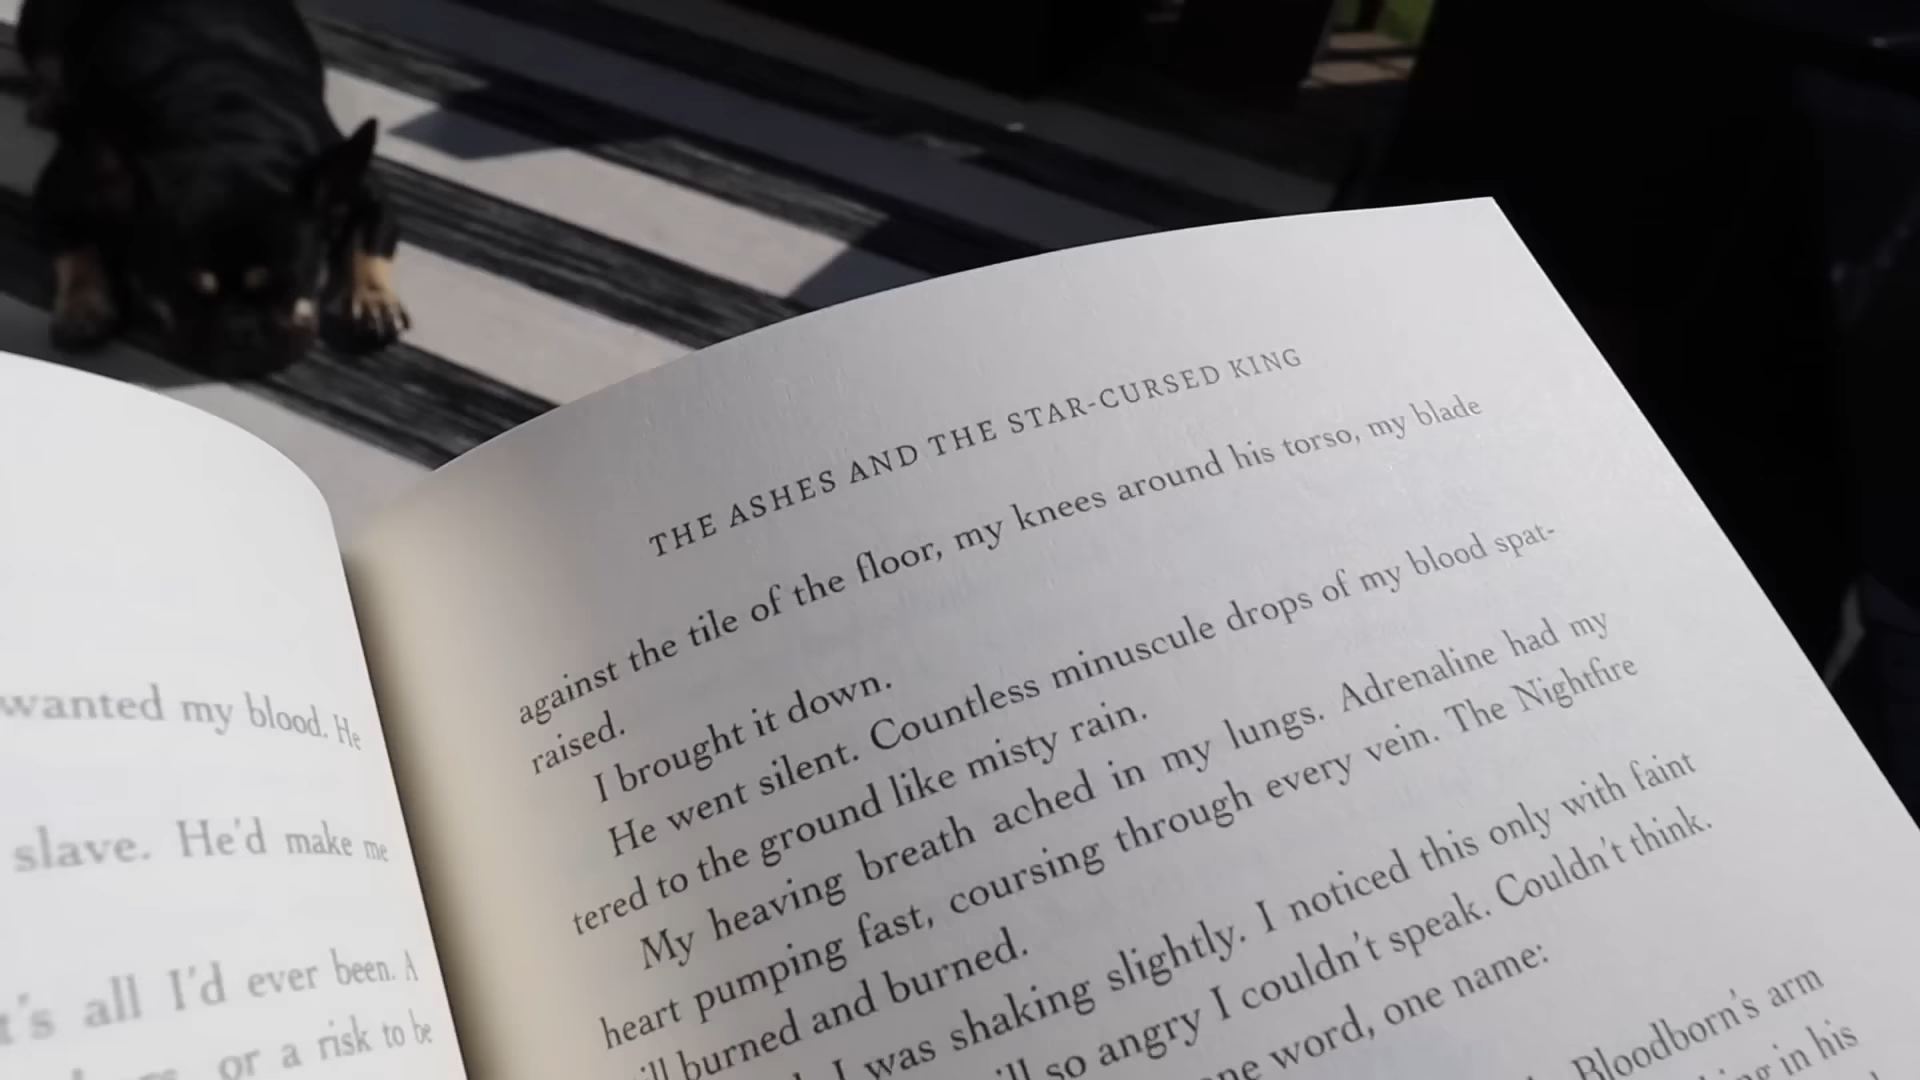 wanted my blood. He
slave. He'd make me
all I'd ever been. A
or a risk to be
THE ASHES AND THE STAR-CURSED KING
against the tile of the floor, my knees around his torso, my blade
raised.
I brought it down.
He went silent. Countless minuscule drops of my blood spat-
tered to the ground like misty rain.
My heaving breath ached in my lungs. Adrenaline had my
heart pumping fast, coursing through every vein. The Nightfire
burned and burned.
I was shaking slightly. I noticed this only with faint
so angry I couldn't speak. Couldn't think.
word, one name:
Bloodborn's arm
in his